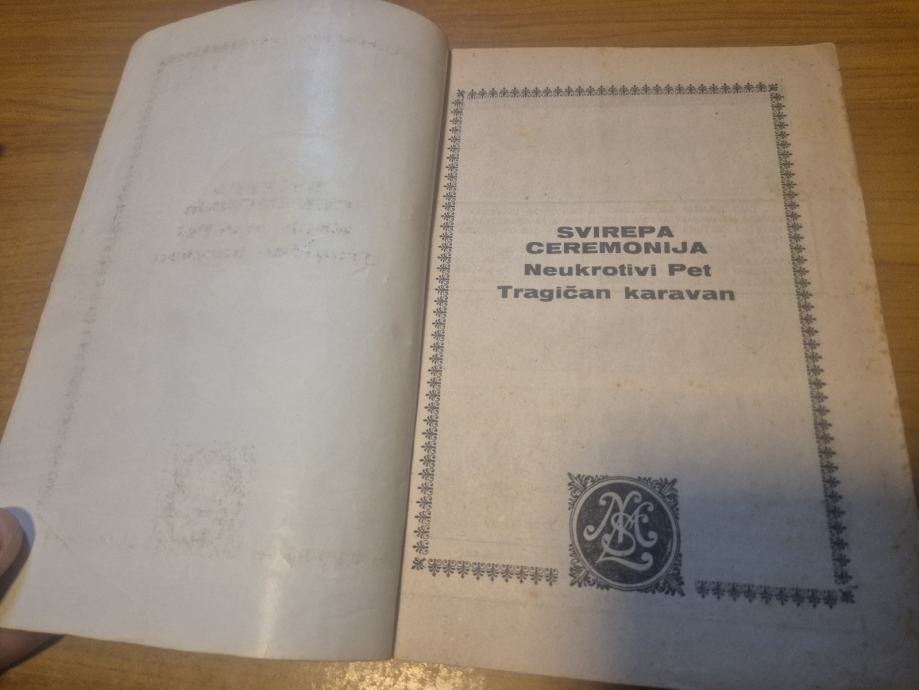 SVIREPA
CEREMONIJA
Neukrotivi Pet
Tragičan karavan